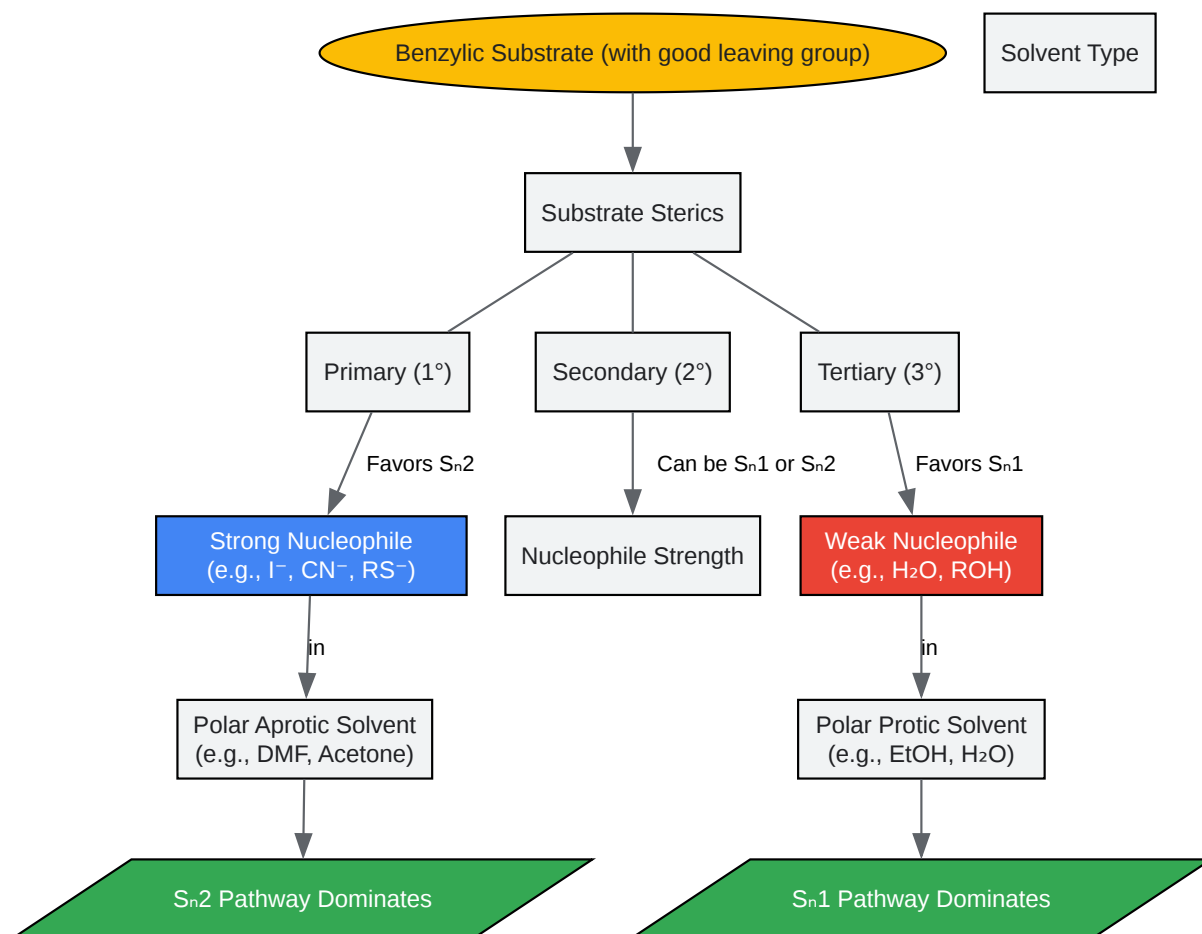 Benzylic Substrate (with good leaving group)
Solvent Type
Substrate Sterics
Primary (1°)
Secondary (2°)
Tertiary (3°)
Favors Sₙ2
Can be Sₙ1 or Sₙ2
Favors Sₙ1
Strong Nucleophile
(e.g., I⁻, CN⁻, RS⁻)
Nucleophile Strength
Weak Nucleophile
(e.g., H₂O, ROH)
in
in
Polar Aprotic Solvent
(e.g., DMF, Acetone)
Polar Protic Solvent
(e.g., EtOH, H₂O)
Sₙ2 Pathway Dominates
Sₙ1 Pathway Dominates